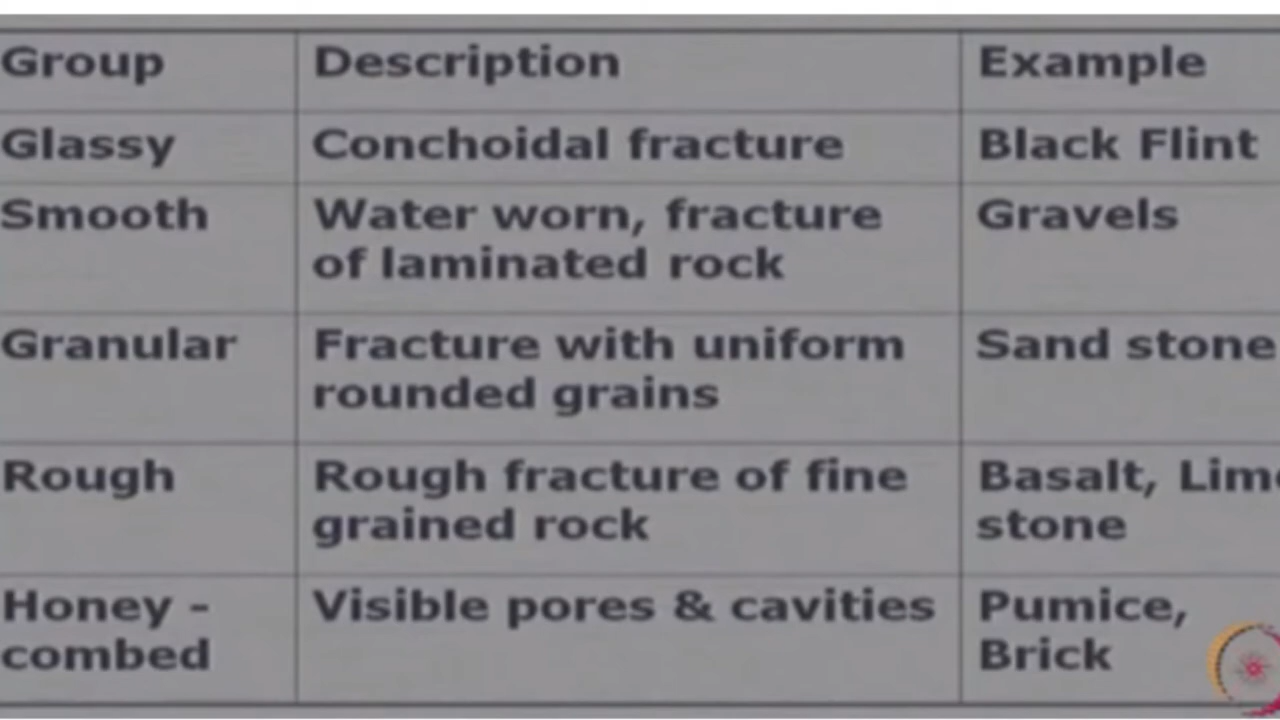 Group Description Example
Glassy Conchoidal fracture Black Flint
Smooth Water worn, fracture Gravels
of laminated rock
Granular Fracture with uniform Sand stone
rounded grains
Rough Rough fracture of fine Basalt, Lim
grained rock stone
Honey - Visible pores & cavities Pumice,
combed Brick